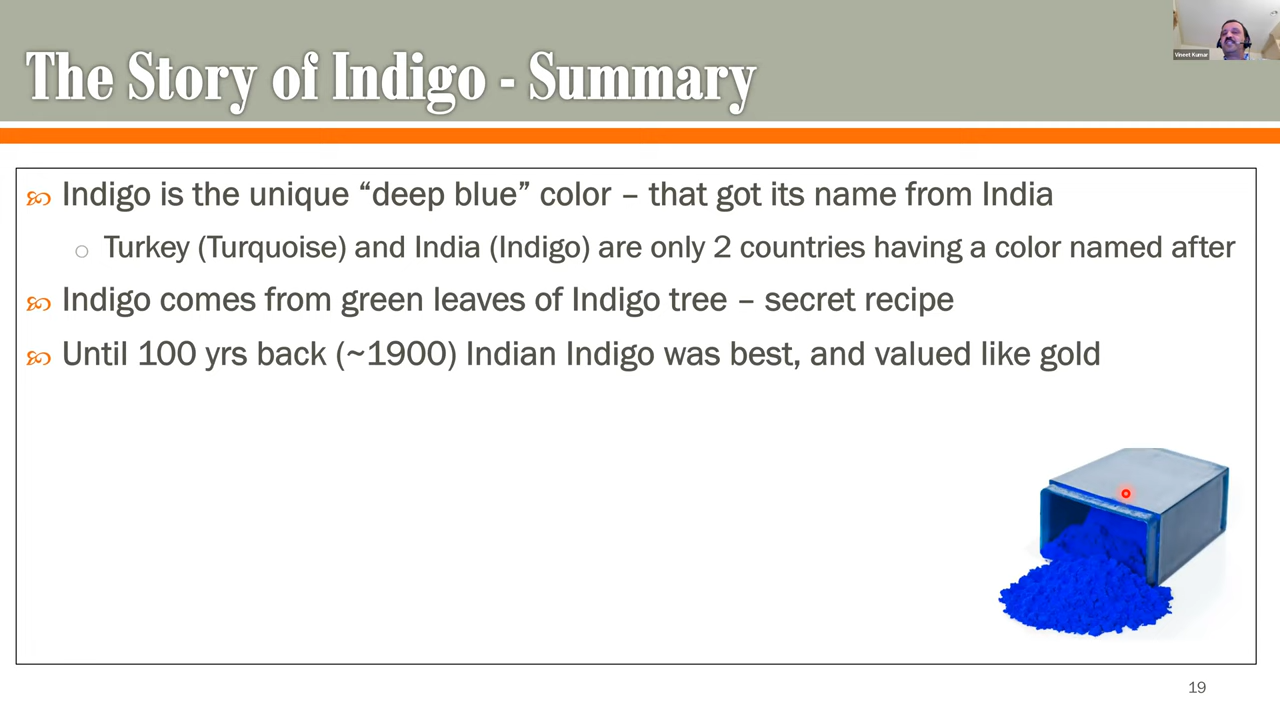 The Story of Indigo - Summary
Vineet Kumar
Indigo is the unique “deep blue” color – that got its name from India
Turkey (Turquoise) and India (Indigo) are only 2 countries having a color named after
Indigo comes from green leaves of Indigo tree – secret recipe
Until 100 yrs back (~1900) Indian Indigo was best, and valued like gold
19